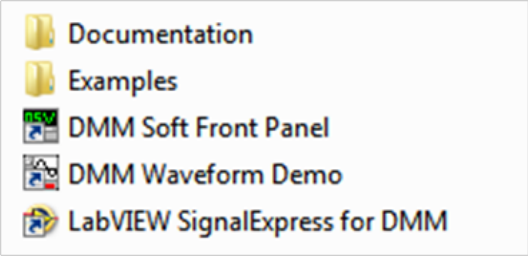 Documentation
Examples
DMM Soft Front Panel
DMM Waveform Demo
LabVIEW SignalExpress for DMM